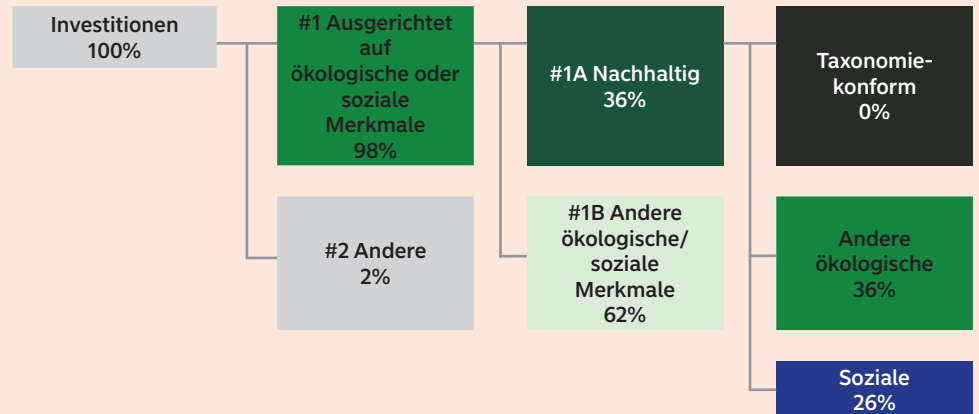 Investitionen
100%
#1 Ausgerichtet
auf
ökologische oder
soziale
Merkmale
98%
#2 Andere
2%
#1A Nachhaltig
36%
#1B Andere
ökologische/
soziale
Merkmale
62%
Taxonomie-
konform
0%
Andere
ökologische
36%
Soziale
26%